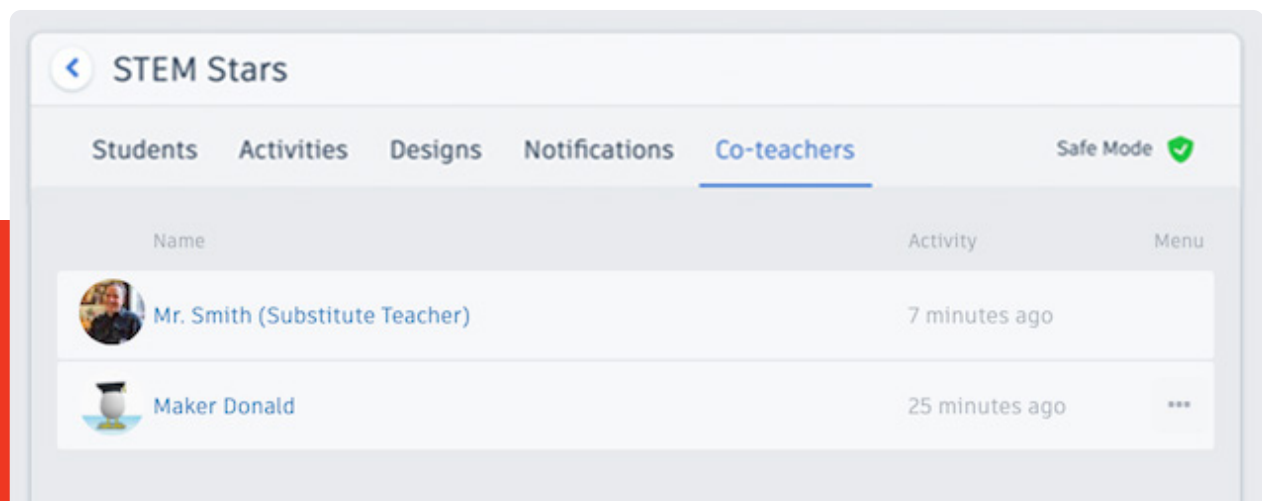 STEM Stars
Students Activities Designs Notifications Co-teachers Safe Mode
Name Activity Menu
Mr. Smith (Substitute Teacher) 7 minutes ago
Maker Donald 25 minutes ago